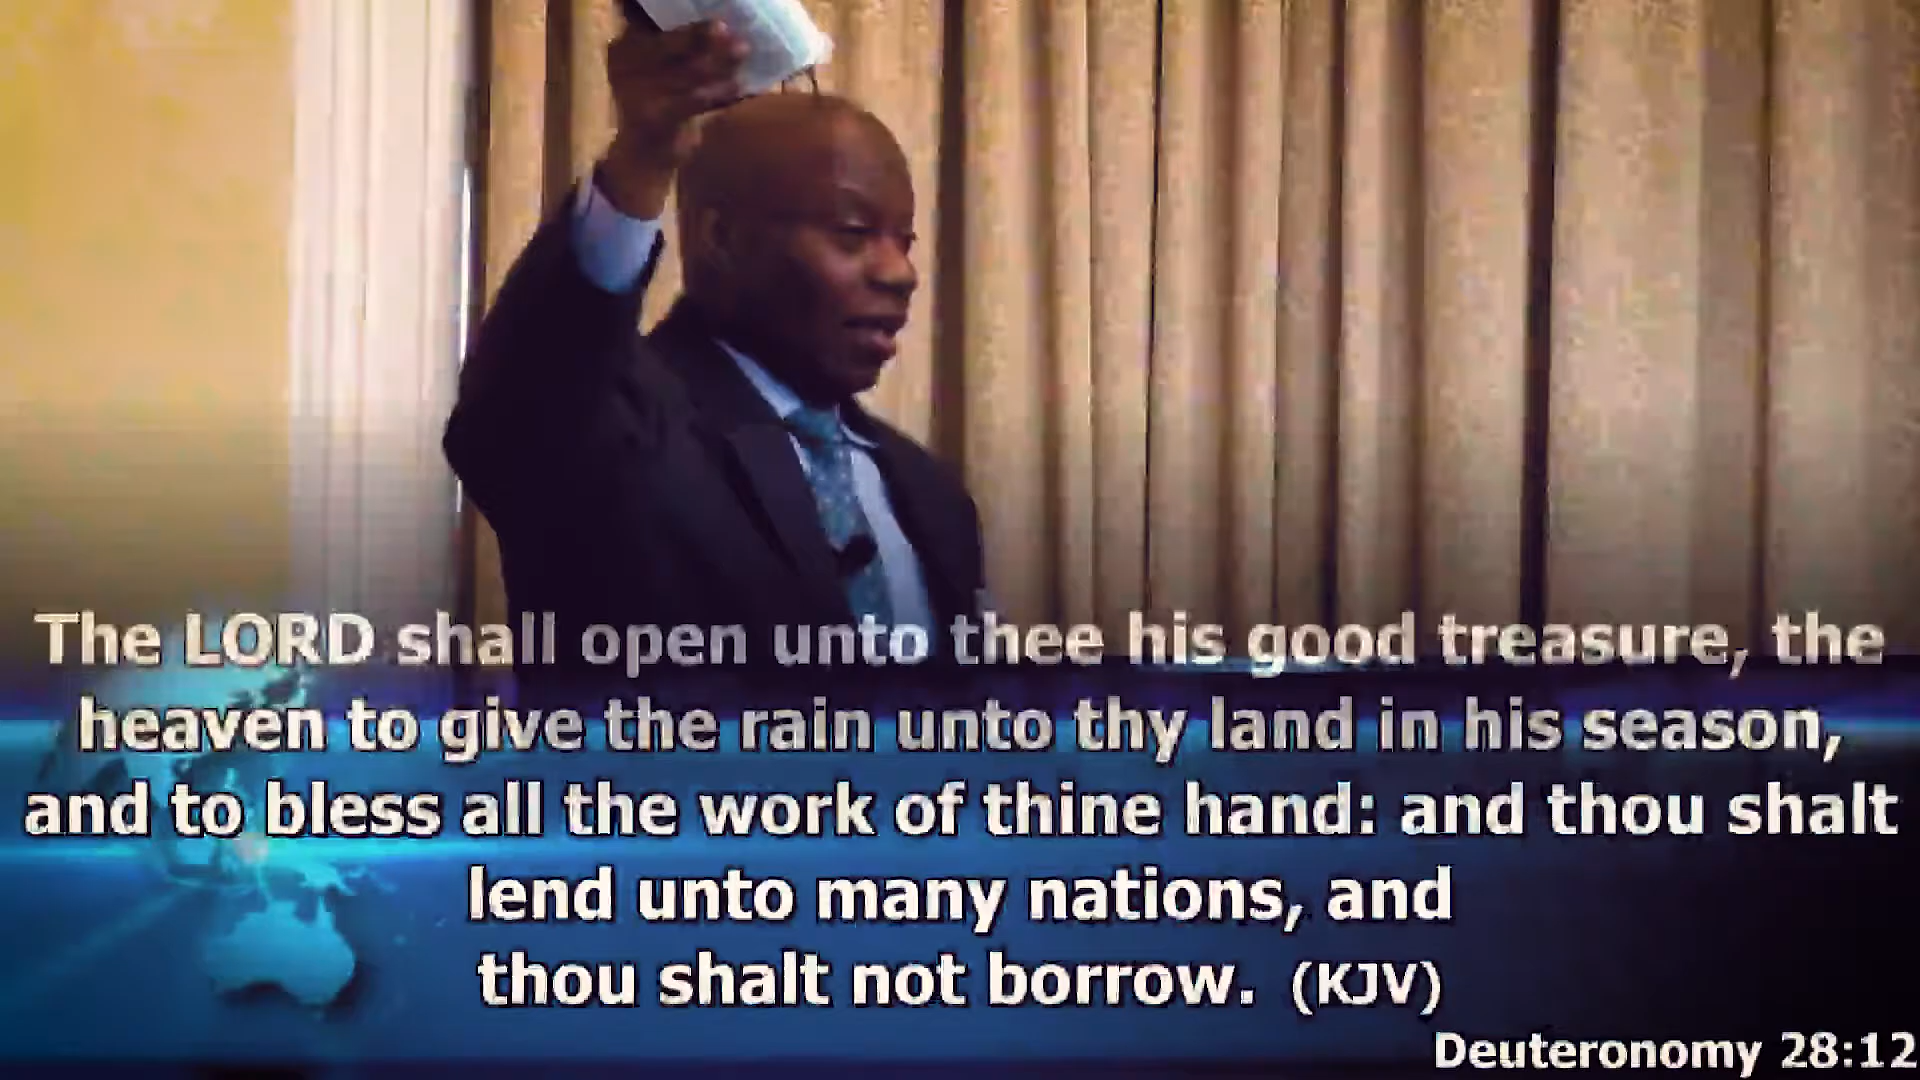 The LORD shall open unto thee his good treasure, the
heaven to give the rain unto thy land in his season,
and to bless all the work of thine hand: and thou shalt
lend unto many nations, and
thou shalt not borrow. (KJV)
Deuteronomy 28:12